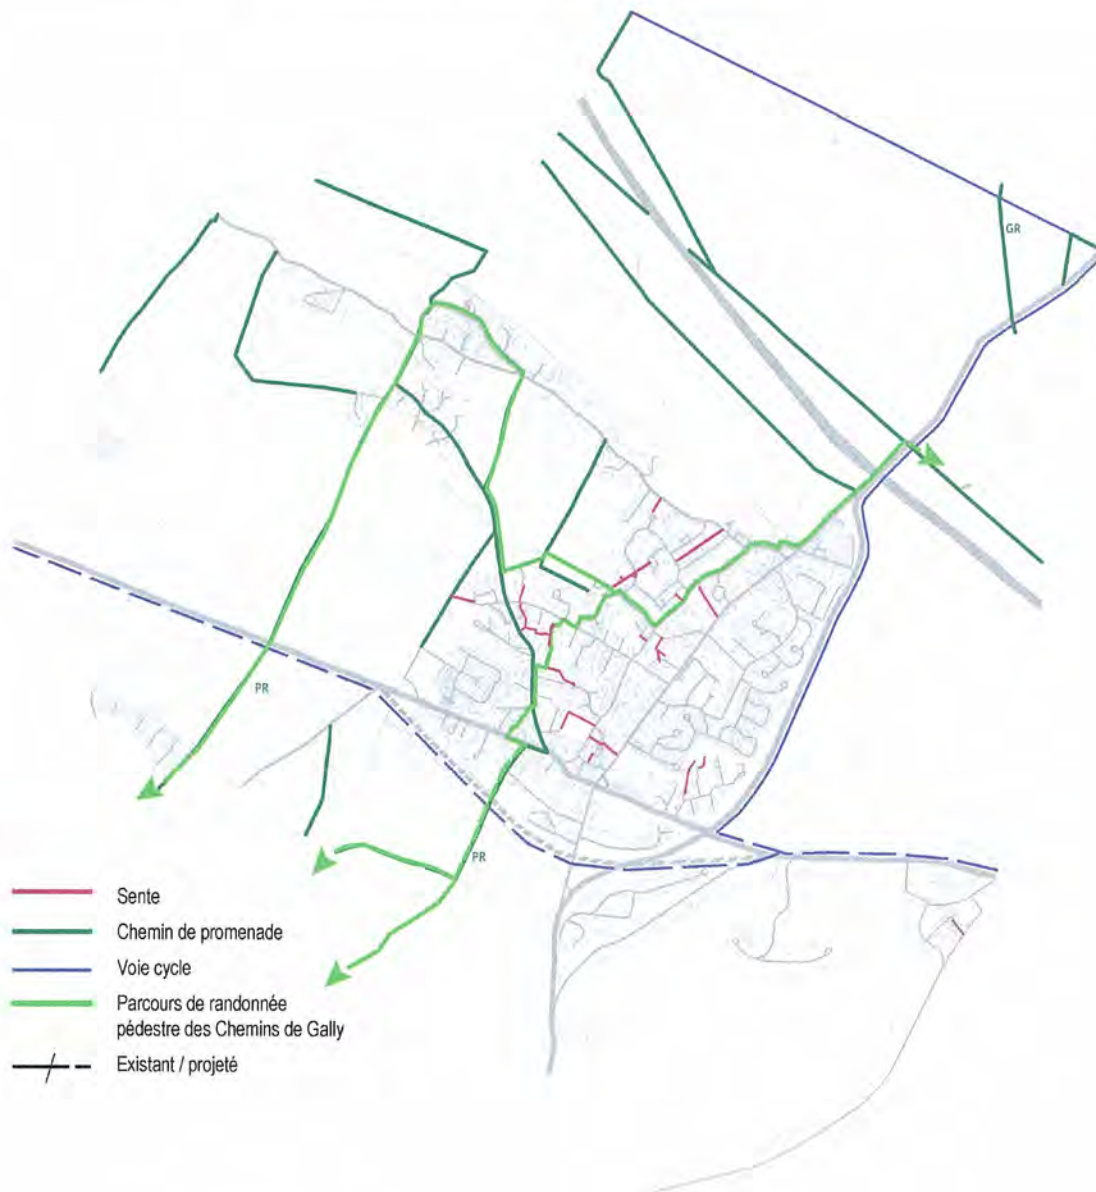 GR
PR
PR
Sente
Chemin de promenade
Voie cycle
Parcours de randonnée
pédestre des Chemins de Gally
Existant / projeté